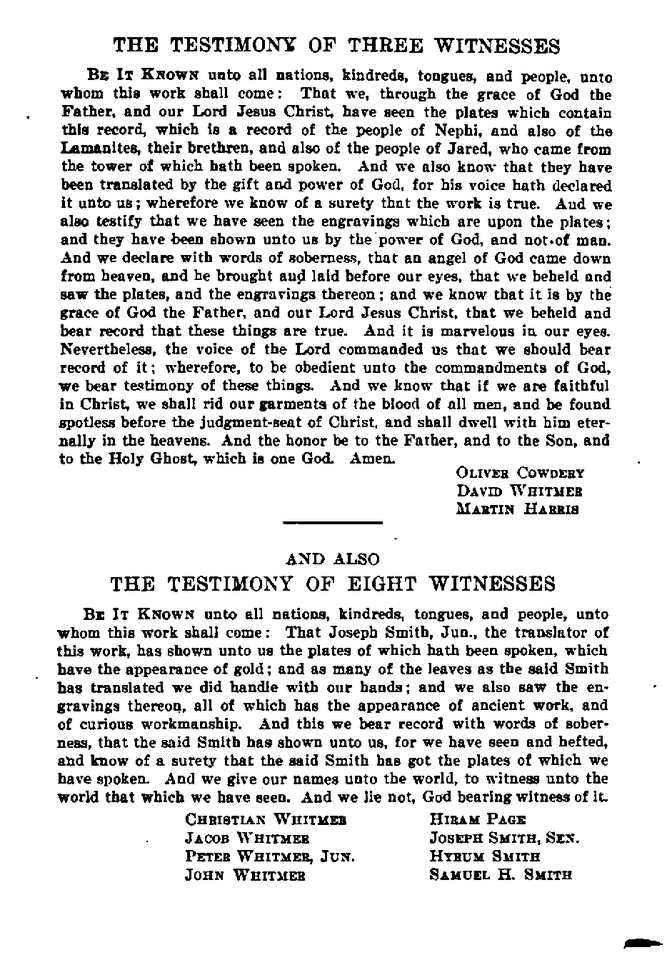 THE TESTIMONY OF THREE WITNESSES
BE IT KNOWN unto all nations, kindreds, tongues, and people, unto
whom this work shall come: That we, through the grace of God the
Father, and our Lord Jesus Christ, have seen the plates which contain
this record, which is a record of the people of Nephi, and also of the
Lamanites, their brethren, and also of the people of Jared, who came from
the tower of which hath been spoken. And we also know that they have
been translated by the gift and power of God, for his voice hath declared
it unto us; wherefore we know of a surety that the work is true. And we
also testify that we have seen the engravings which are upon the plates;
and they have been shown unto us by the power of God, and not of man.
And we declare with words of soberness, that an angel of God came down
from heaven, and he brought and laid before our eyes, that we beheld and
saw the plates, and the engravings thereon; and we know that it is by the
grace of God the Father, and our Lord Jesus Christ, that we beheld and
bear record that these things are true. And it is marvelous in our eyes.
Nevertheless, the voice of the Lord commanded us that we should bear
record of it; wherefore, to be obedient unto the commandments of God,
we bear testimony of these things. And we know that if we are faithful
in Christ, we shall rid our garments of the blood of all men, and be found
spotless before the judgment-seat of Christ, and shall dwell with him eter-
nally in the heavens. And the honor be to the Father, and to the Son, and
to the Holy Ghost, which is one God. Amen.
OLIVER COWDERY
DAVID WHITMER
MARTIN HARRIS
AND ALSO
THE TESTIMONY OF EIGHT WITNESSES
BE IT KNOWN unto all nations, kindreds, tongues, and people, unto
whom this work shall come: That Joseph Smith, Jun., the translator of
this work, has shown unto us the plates of which hath been spoken, which
have the appearance of gold; and as many of the leaves as the said Smith
has translated we did handle with our hands; and we also saw the en-
gravings thereon, all of which has the appearance of ancient work, and
of curious workmanship. And this we bear record with words of sober-
ness, that the said Smith has shown unto us, for we have seen and hefted,
and know of a surety that the said Smith has got the plates of which we
have spoken. And we give our names unto the world, to witness unto the
world that which we have seen. And we lie not, God bearing witness of it.
CHRISTIAN WHITMER HIRAM PAGE
JACOB WHITMER JOSEPH SMITH, SEN.
PETER WHITMER, JUN. HYRUM SMITH
JOHN WHITMER SAMUEL H. SMITH